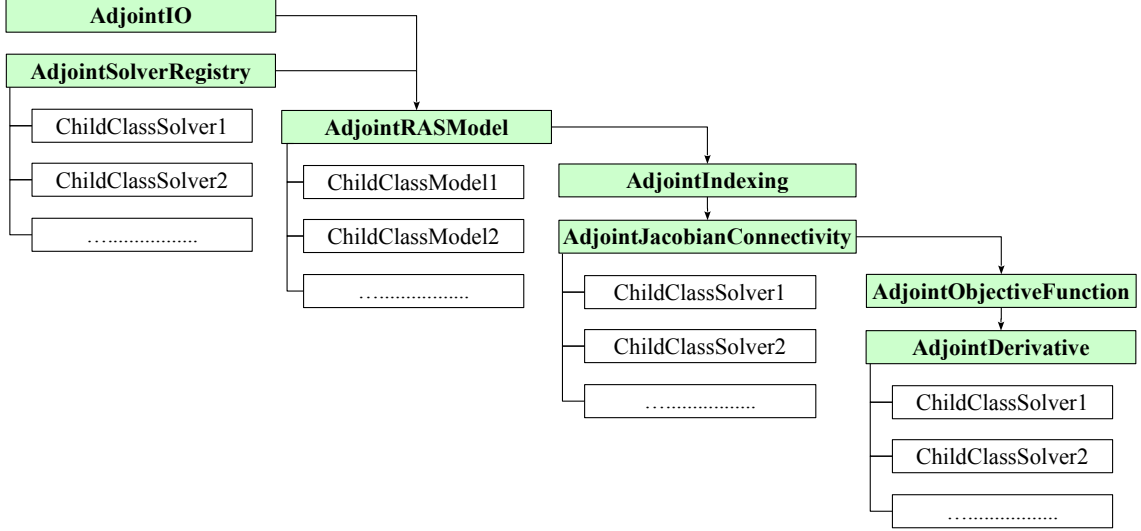 AdjointIO
AdjointSolverRegistry
ChildClassSolver1
ChildClassSolver2
…................
AdjointRASModel
ChildClassModel1
ChildClassModel2
…................
AdjointIndexing
AdjointJacobianConnectivity
ChildClassSolver1
ChildClassSolver2
…................
AdjointObjectiveFunction
AdjointDerivative
ChildClassSolver1
ChildClassSolver2
…................